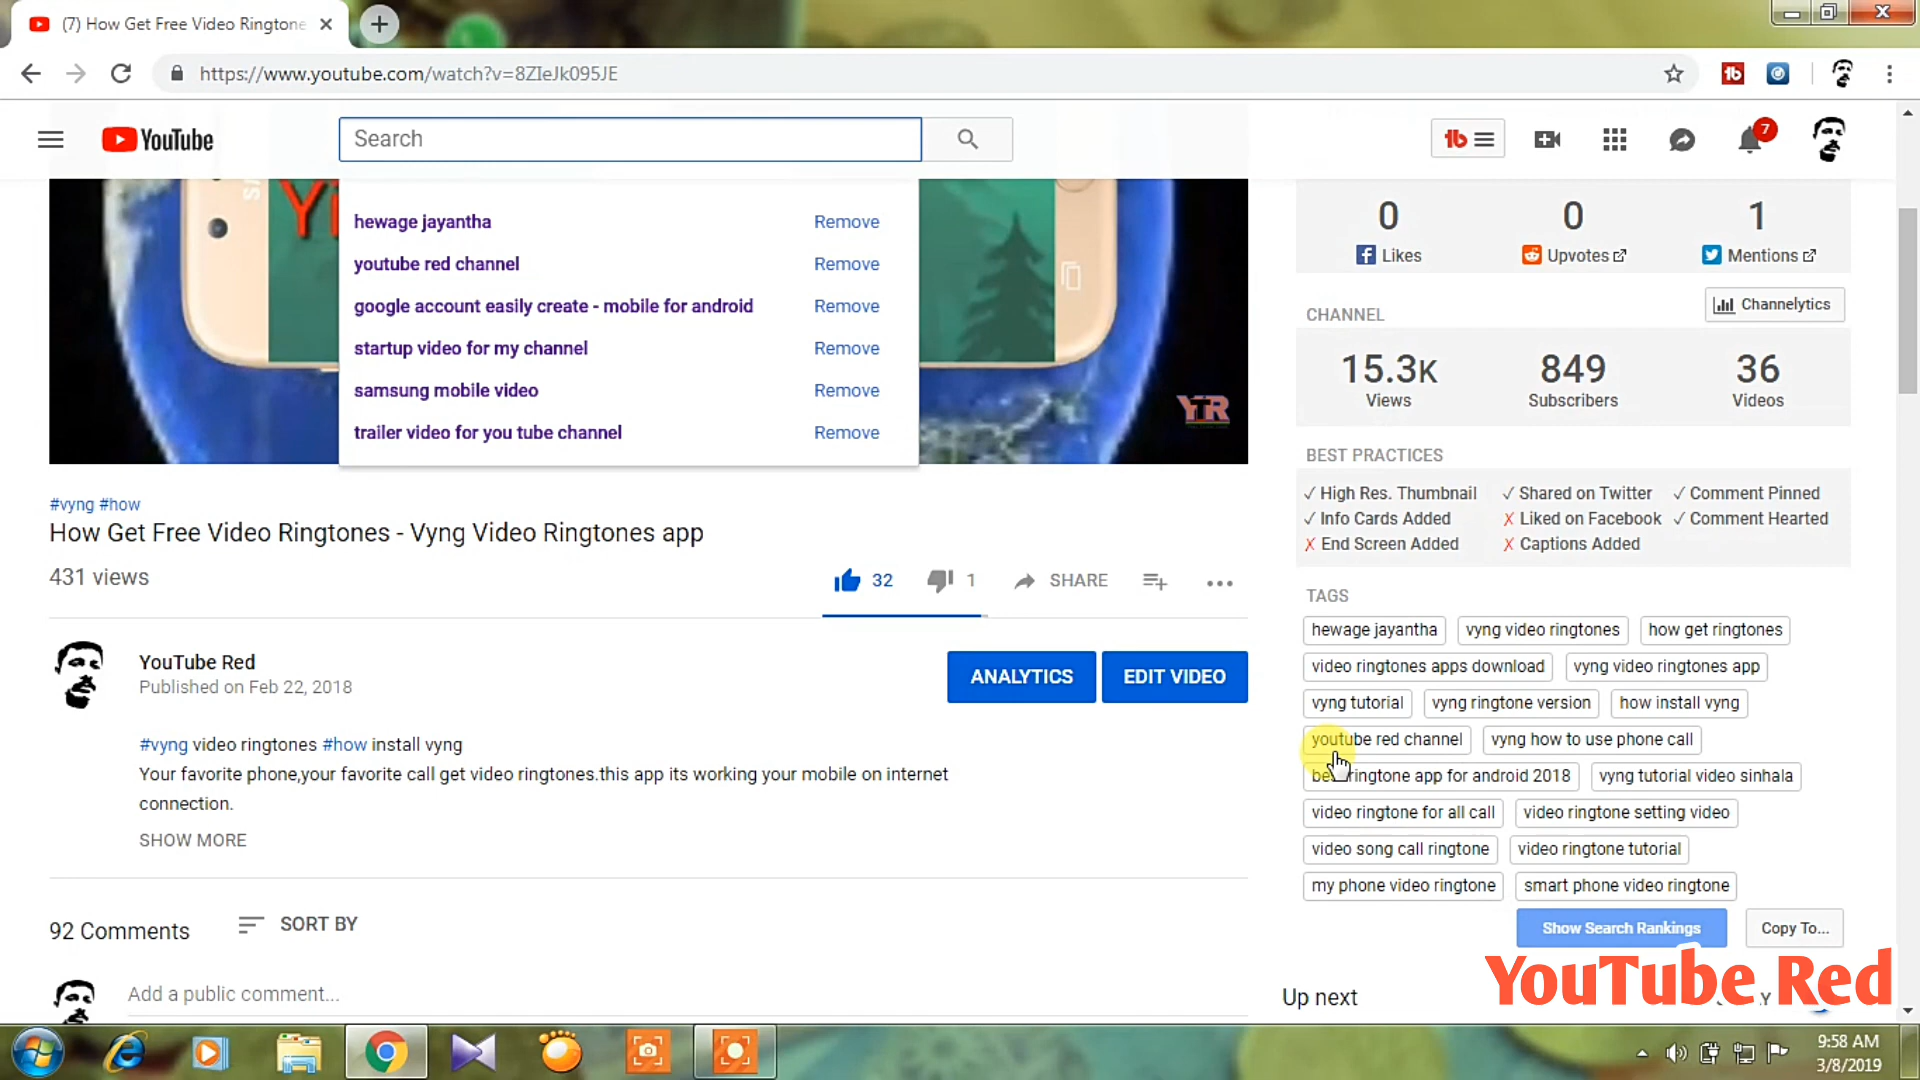 (7) How Get Free Video Ringtone
https://www.youtube.com/watch?v=8ZIeJk095JE
YouTube
Search
7
hewage jayantha Remove
youtube red channel Remove
google account easily create - mobile for android Remove
startup video for my channel Remove
samsung mobile video Remove
trailer video for you tube channel Remove
YTR
0 0 1
Likes Upvotes Mentions
CHANNEL Channelytics
15.3K 849 36
Views Subscribers Videos
BEST PRACTICES
✓ High Res. Thumbnail ✓ Shared on Twitter ✓ Comment Pinned
✓ Info Cards Added ✗ Liked on Facebook ✓ Comment Hearted
✗ End Screen Added ✗ Captions Added
#vyng #how
How Get Free Video Ringtones - Vyng Video Ringtones app
431 views
32 1 SHARE
YouTube Red
Published on Feb 22, 2018
ANALYTICS EDIT VIDEO
#vyng video ringtones #how install vyng
Your favorite phone,your favorite call get video ringtones.this app its working your mobile on internet
connection.
SHOW MORE
92 Comments SORT BY
Add a public comment...
TAGS
hewage jayantha vyng video ringtones how get ringtones
video ringtones apps download vyng video ringtones app
vyng tutorial vyng ringtone version how install vyng
youtube red channel vyng how to use phone call
ringtone app for android 2018 vyng tutorial video sinhala
video ringtone for all call video ringtone setting video
video song call ringtone video ringtone tutorial
my phone video ringtone smart phone video ringtone
Show Search Rankings Copy To...
Up next
YouTube Red
9:58 AM
3/8/2019